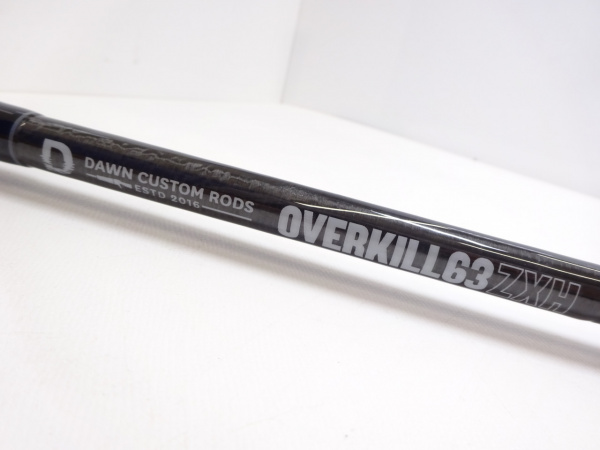 D
DAWN CUSTOM RODS
ESTD 2016
OVERKILL63ZXH